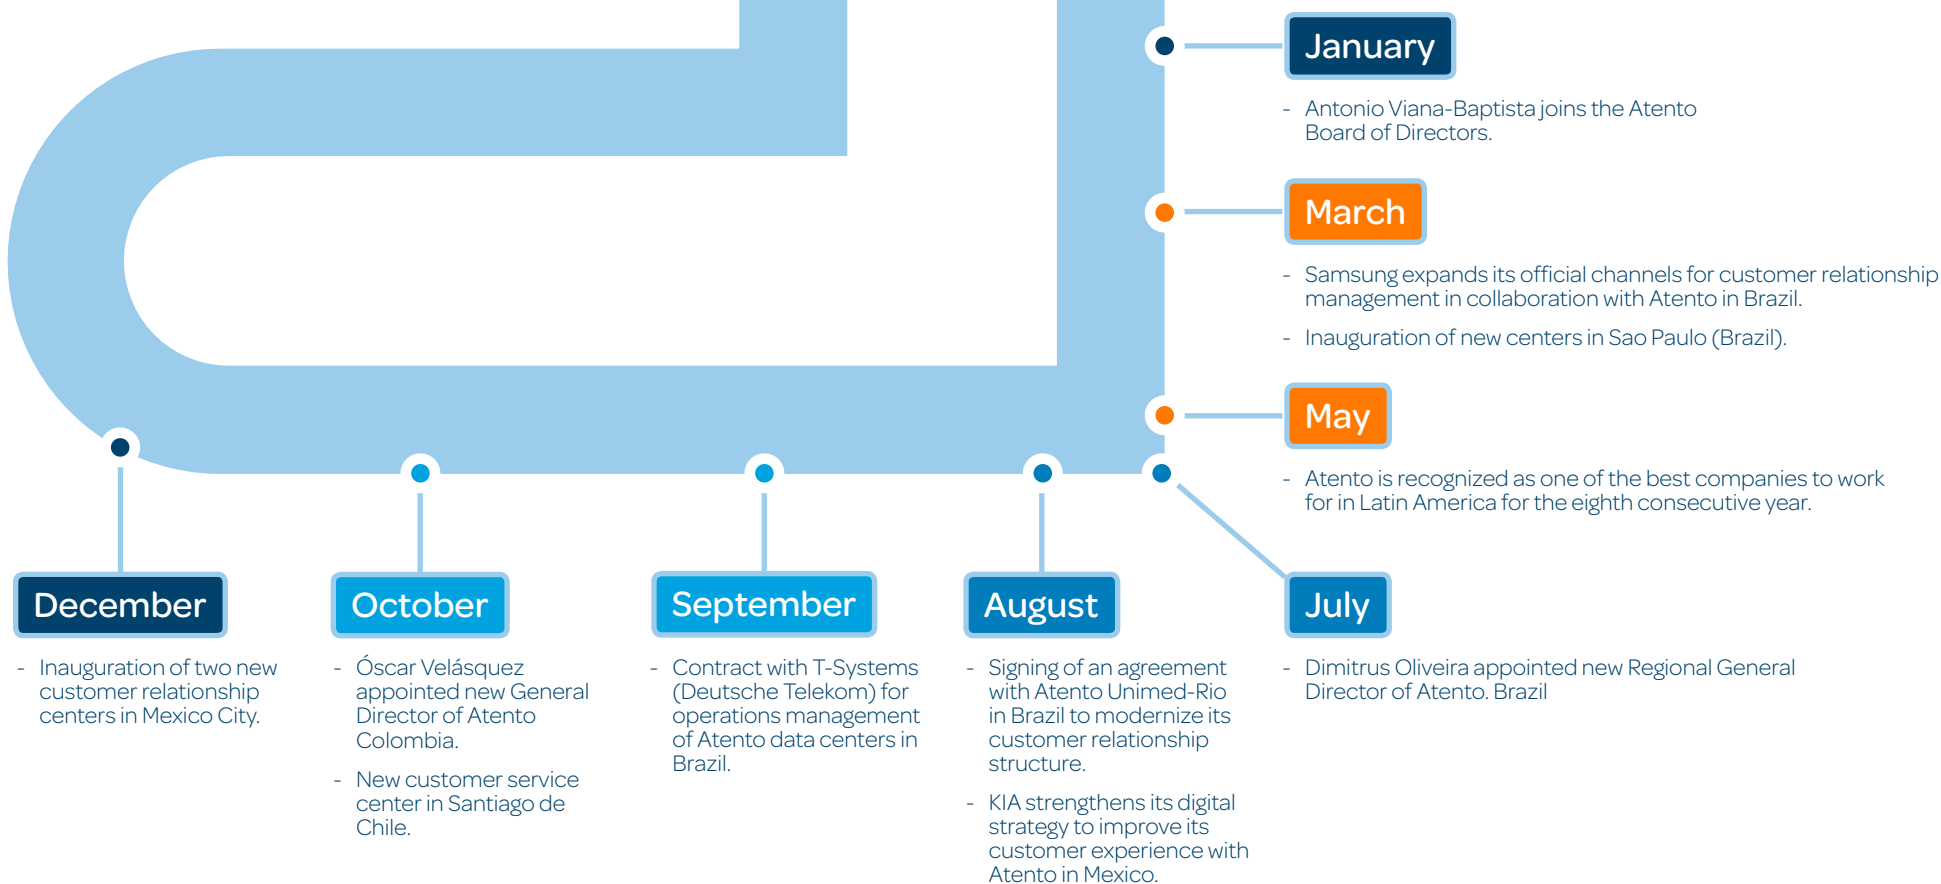 January
- Antonio Viana-Baptista joins the Atento
Board of Directors.
March
- Samsung expands its official channels for customer relationship
management in collaboration with Atento in Brazil.
- Inauguration of new centers in Sao Paulo (Brazil).
May
- Atento is recognized as one of the best companies to work
for in Latin America for the eighth consecutive year.
July
- Dimitrus Oliveira appointed new Regional General
Director of Atento. Brazil
August
- Signing of an agreement
with Atento Unimed-Rio
in Brazil to modernize its
customer relationship
structure.
- KIA strengthens its digital
strategy to improve its
customer experience with
Atento in Mexico.
September
- Contract with T-Systems
(Deutsche Telekom) for
operations management
of Atento data centers in
Brazil.
October
- Óscar Velásquez
appointed new General
Director of Atento
Colombia.
- New customer service
center in Santiago de
Chile.
December
- Inauguration of two new
customer relationship
centers in Mexico City.